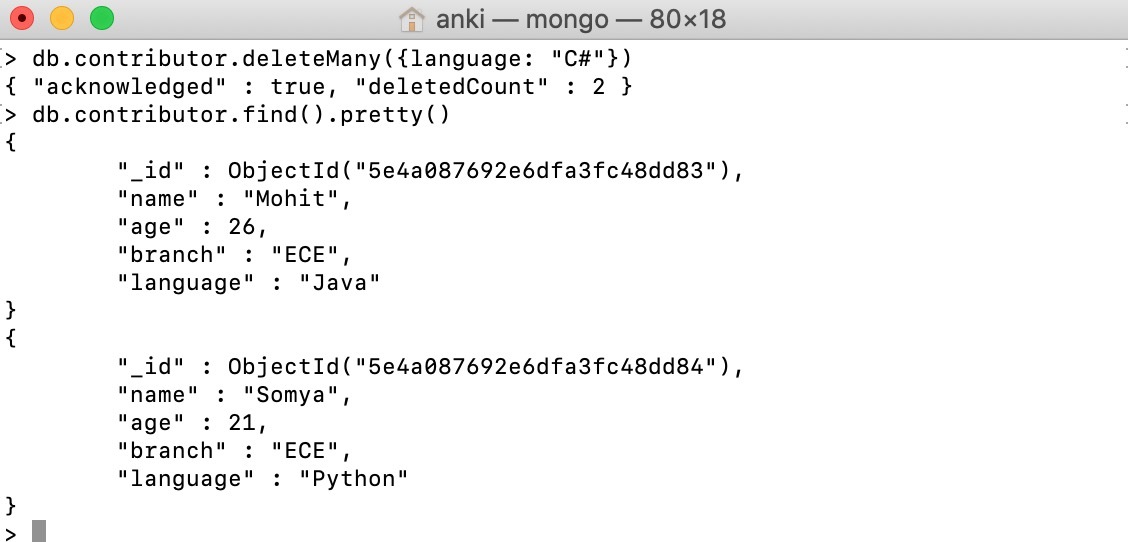 anki — mongo — 80×18
> db.contributor.deleteMany({language: "C#"})
{ "acknowledged" : true, "deletedCount" : 2 }
> db.contributor.find().pretty()
{
        "_id" : ObjectId("5e4a087692e6dfa3fc48dd83"),
        "name" : "Mohit",
        "age" : 26,
        "branch" : "ECE",
        "language" : "Java"
}
{
        "_id" : ObjectId("5e4a087692e6dfa3fc48dd84"),
        "name" : "Somya",
        "age" : 21,
        "branch" : "ECE",
        "language" : "Python"
}
>